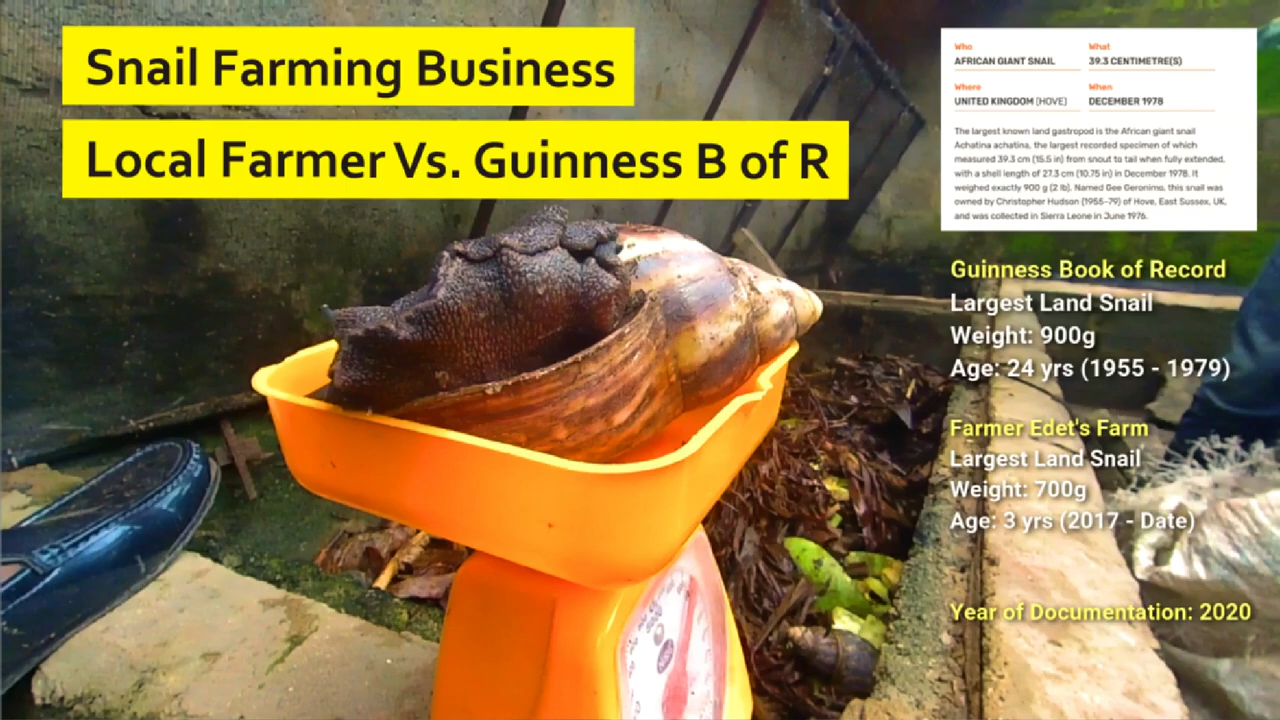 Snail Farming Business
Local Farmer Vs. Guinness B of R
Who
What
AFRICAN GIANT SNAIL
39.3 CENTIMETRE(S)
Where
When
UNITED KINGDOM (HOVE)
DECEMBER 1978
The largest known land gastropod is the African giant snail
Achatina achatina, the largest recorded specimen of which
measured 39.3 cm (15.5 in) from snout to tail when fully extended,
with a shell length of 27.3 cm (10.75 in) in December 1978. It
weighed exactly 900 g (2 lb). Named Gee Geronimo, this snail was
owned by Christopher Hudson (1955–79) of Hove, East Sussex, UK,
and was collected in Sierra Leone in June 1976.
Guinness Book of Record
Largest Land Snail
Weight: 900g
Age: 24 yrs (1955 - 1979)
Farmer Edet's Farm
Largest Land Snail
Weight: 700g
Age: 3 yrs (2017 - Date)
Year of Documentation: 2020